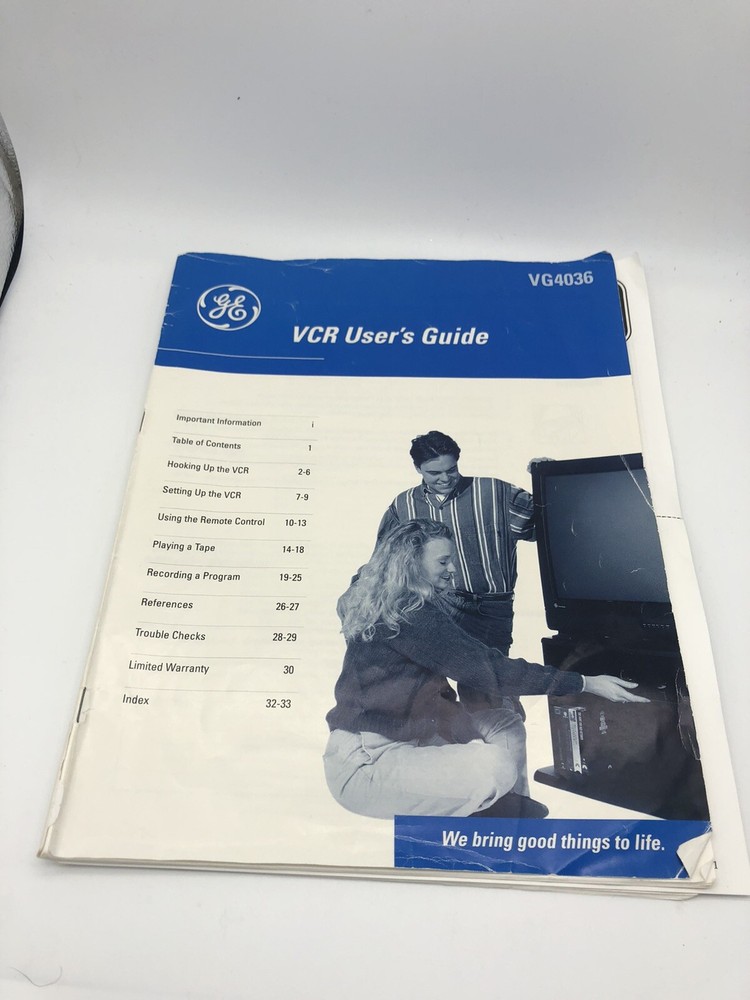 GE
VG4036
VCR User's Guide
Important Information i
Table of Contents 1
Hooking Up the VCR 2-6
Setting Up the VCR 7-9
Using the Remote Control 10-13
Playing a Tape 14-18
Recording a Program 19-25
References 26-27
Trouble Checks 28-29
Limited Warranty 30
Index 32-33
We bring good things to life.
1